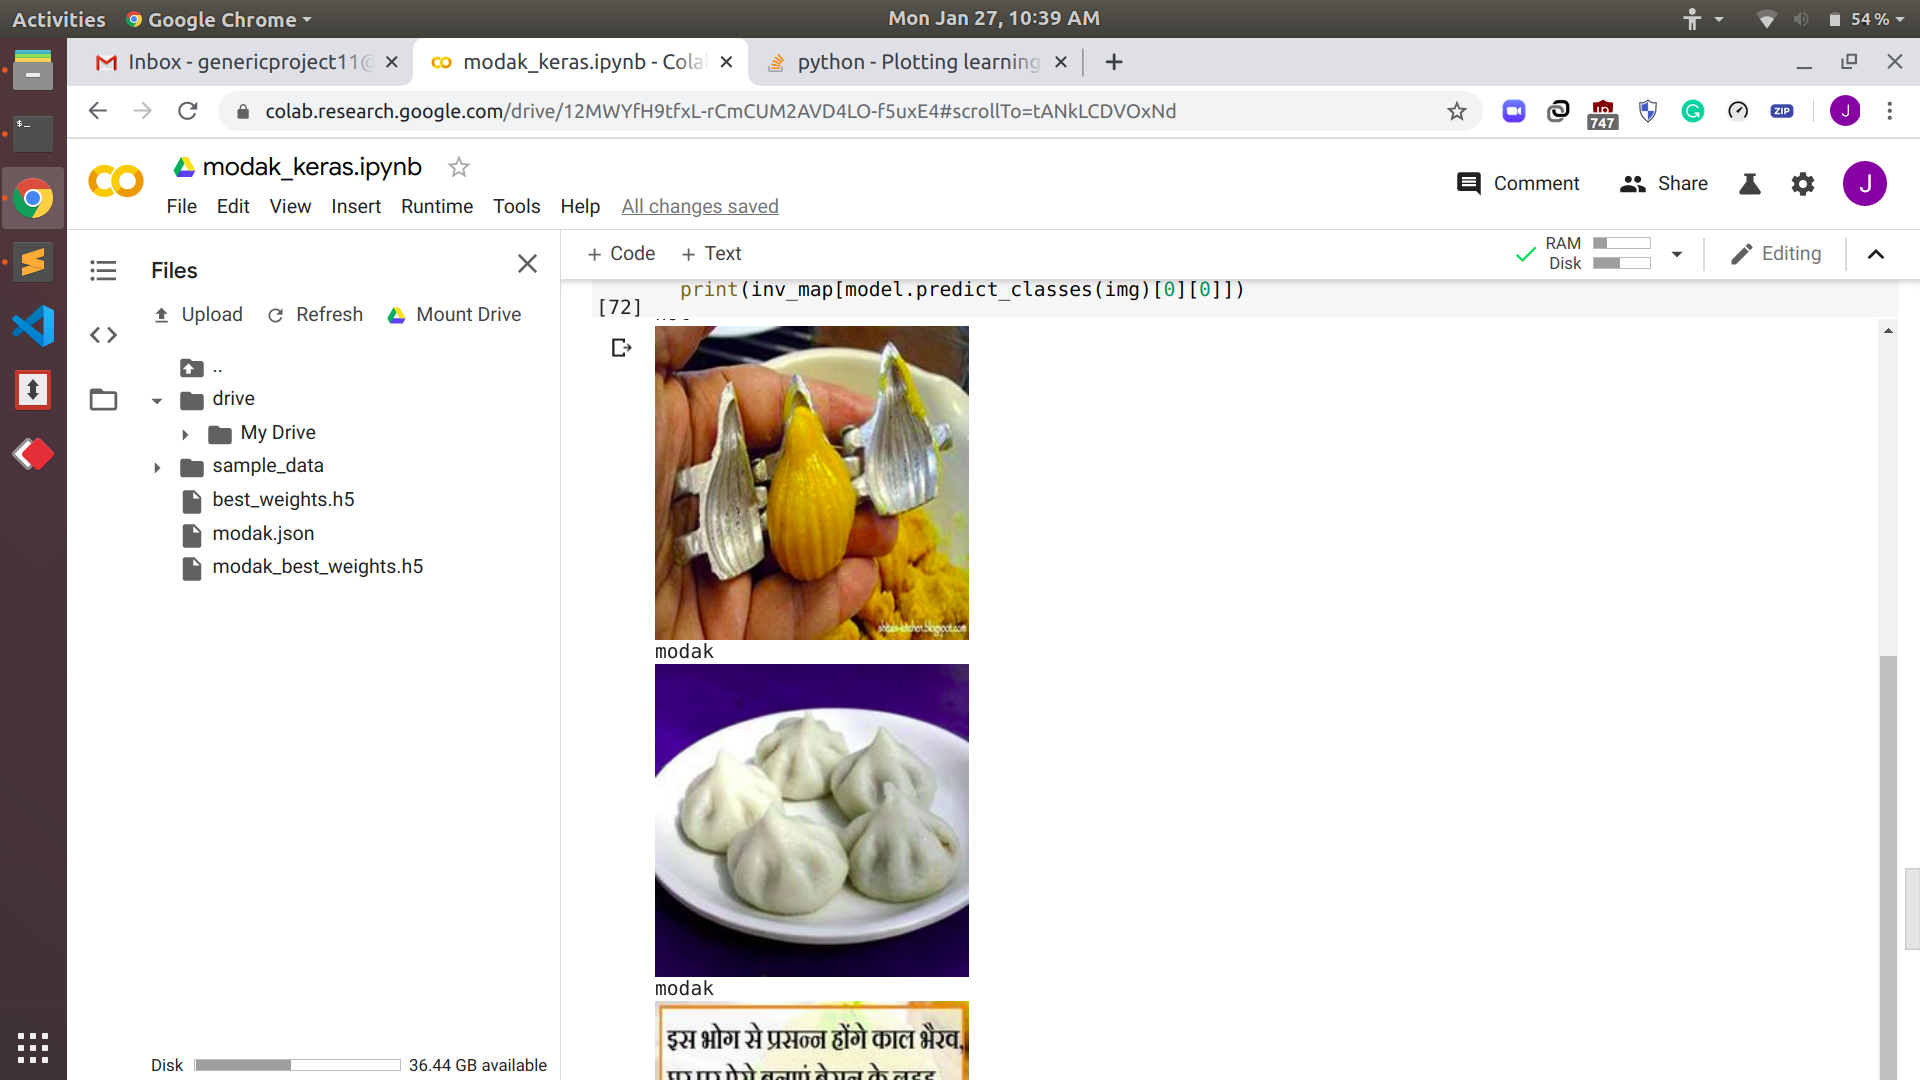 Activities
Google Chrome
Mon Jan 27, 10:39 AM
54 %
Inbox - genericproject11@
modak_keras.ipynb - Cola
python - Plotting learning
colab.research.google.com/drive/12MWYfH9tfxL-rCmCUM2AVD4LO-f5uxE4#scrollTo=tANkLCDVOxNd
747
ZIP
J
modak_keras.ipynb
File Edit View Insert Runtime Tools Help All changes saved
Comment
Share
J
Files
+ Code + Text
RAM
Disk
Editing
Upload Refresh Mount Drive
..
drive
My Drive
sample_data
best_weights.h5
modak.json
modak_best_weights.h5
Disk 36.44 GB available
print(inv_map[model.predict_classes(img)[0][0]])
[72]
modak
modak
इस भोग से प्रसन्न होंगे काल भैरव,